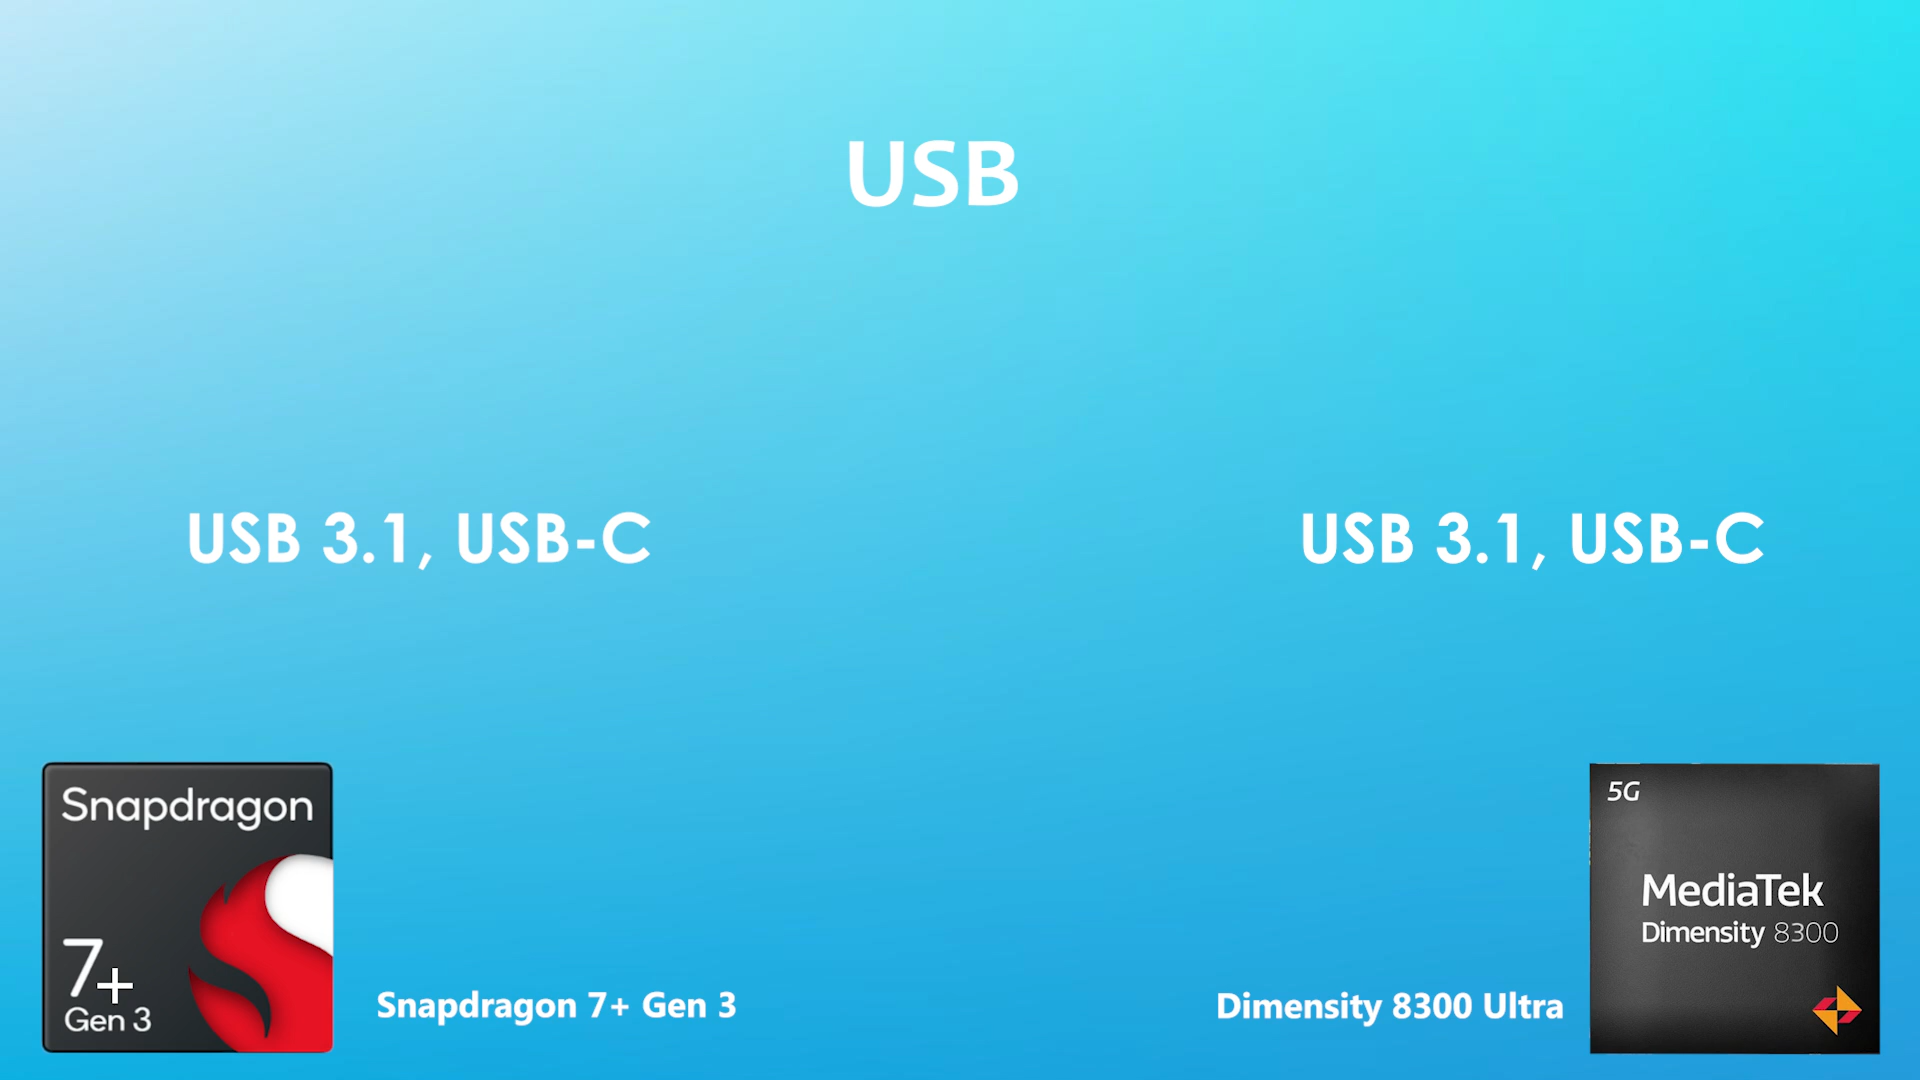 USB
USB 3.1, USB-C
USB 3.1, USB-C
Snapdragon
7+
Gen 3
Snapdragon 7+ Gen 3
Dimensity 8300 Ultra
5G
MediaTek
Dimensity 8300